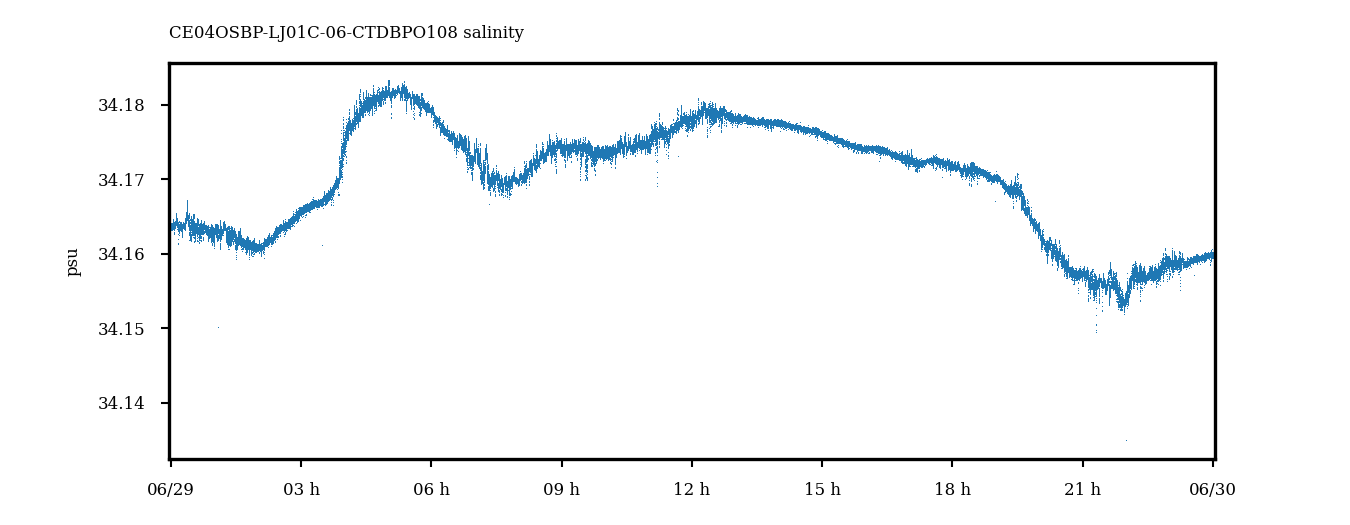 CE04OSBP-LJ01C-06-CTDBPO108 salinity
34.18
34.17
34.16
34.15
34.14
psu
06/29
03 h
06 h
09 h
12 h
15 h
18 h
21 h
06/30